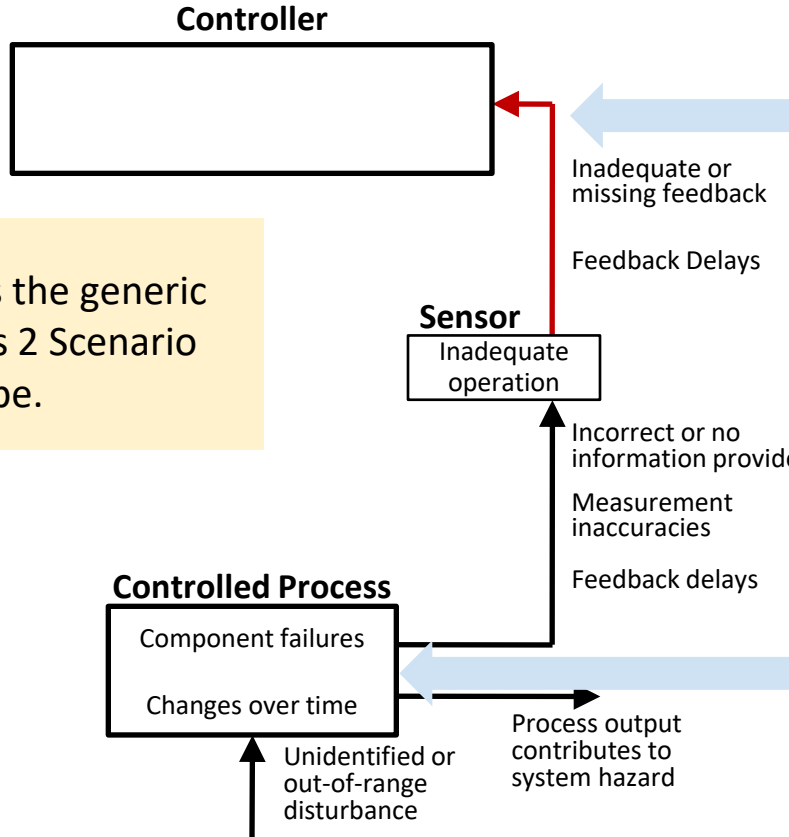 Controller
Inadequate or
missing feedback
Feedback Delays
s the generic
s 2 Scenario
pe.
Sensor
Inadequate
operation
Incorrect or no
information provide
Measurement
inaccuracies
Feedback delays
Controlled Process
Component failures
Changes over time
Process output
contributes to
system hazard
Unidentified or
out-of-range
disturbance